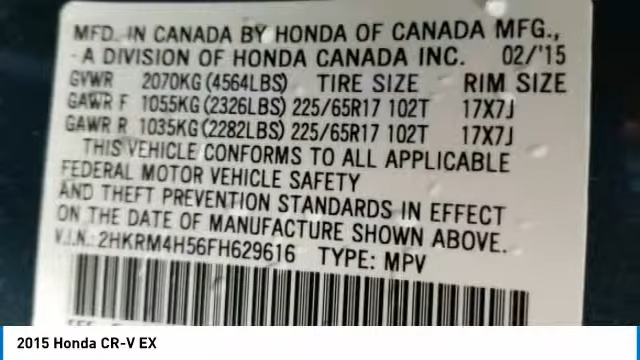 MFD. IN CANADA BY HONDA OF CANADA MFG.,
A DIVISION OF HONDA CANADA INC. 02/'15
GVWR 2070KG (4564LBS) TIRE SIZE RIM SIZE
GAWR F 1055KG (2326LBS) 225/65R17 102T 17X7J
GAWR R 1035KG (2282LBS) 225/65R17 102T 17X7J
THIS VEHICLE CONFORMS TO ALL APPLICABLE
FEDERAL MOTOR VEHICLE SAFETY
AND THEFT PREVENTION STANDARDS IN EFFECT
ON THE DATE OF MANUFACTURE SHOWN ABOVE.
V.I.N.: 2HKRM4H56FH629616 TYPE: MPV
2015 Honda CR-V EX